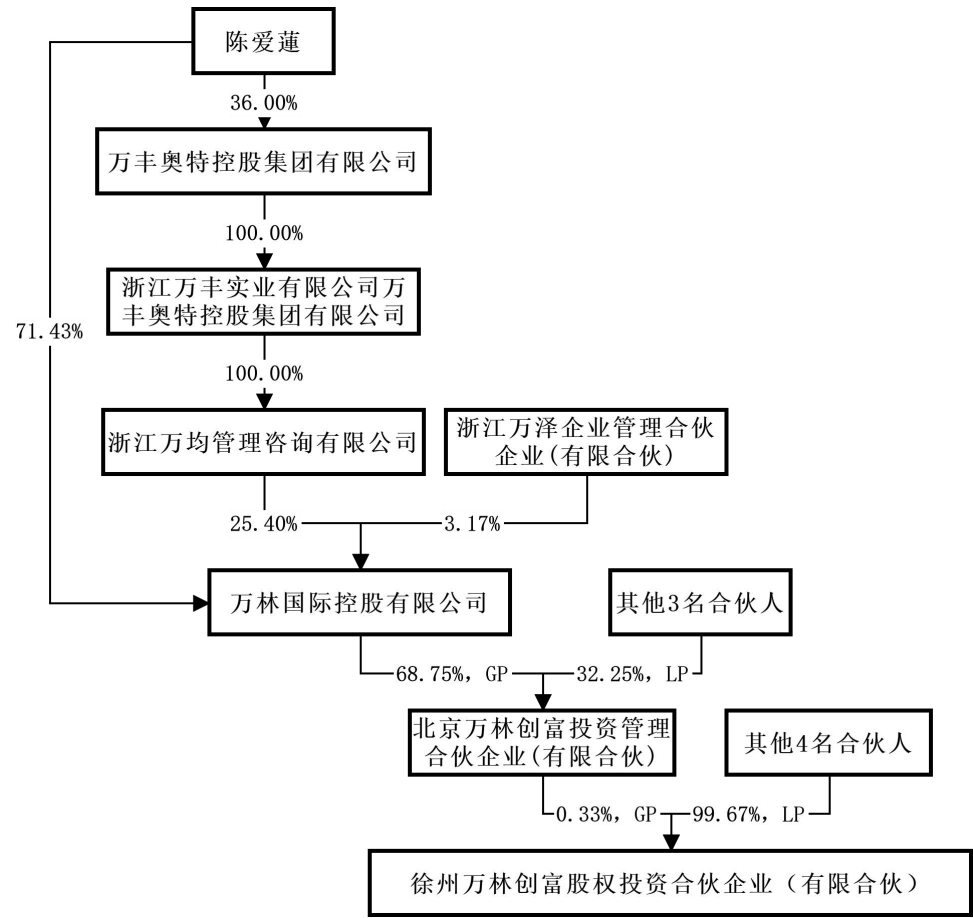 陈爱蓮
36.00%
万丰奥特控股集团有限公司
100.00%
浙江万丰实业有限公司万
丰奥特控股集团有限公司
71.43%
100.00%
浙江万均管理咨询有限公司
浙江万泽企业管理合伙
企业(有限合伙)
25.40%
3.17%
万林国际控股有限公司
其他3名合伙人
68.75%, GP
32.25%, LP
北京万林创富投资管理
合伙企业(有限合伙)
其他4名合伙人
0.33%, GP
99.67%, LP
徐州万林创富股权投资合伙企业（有限合伙）